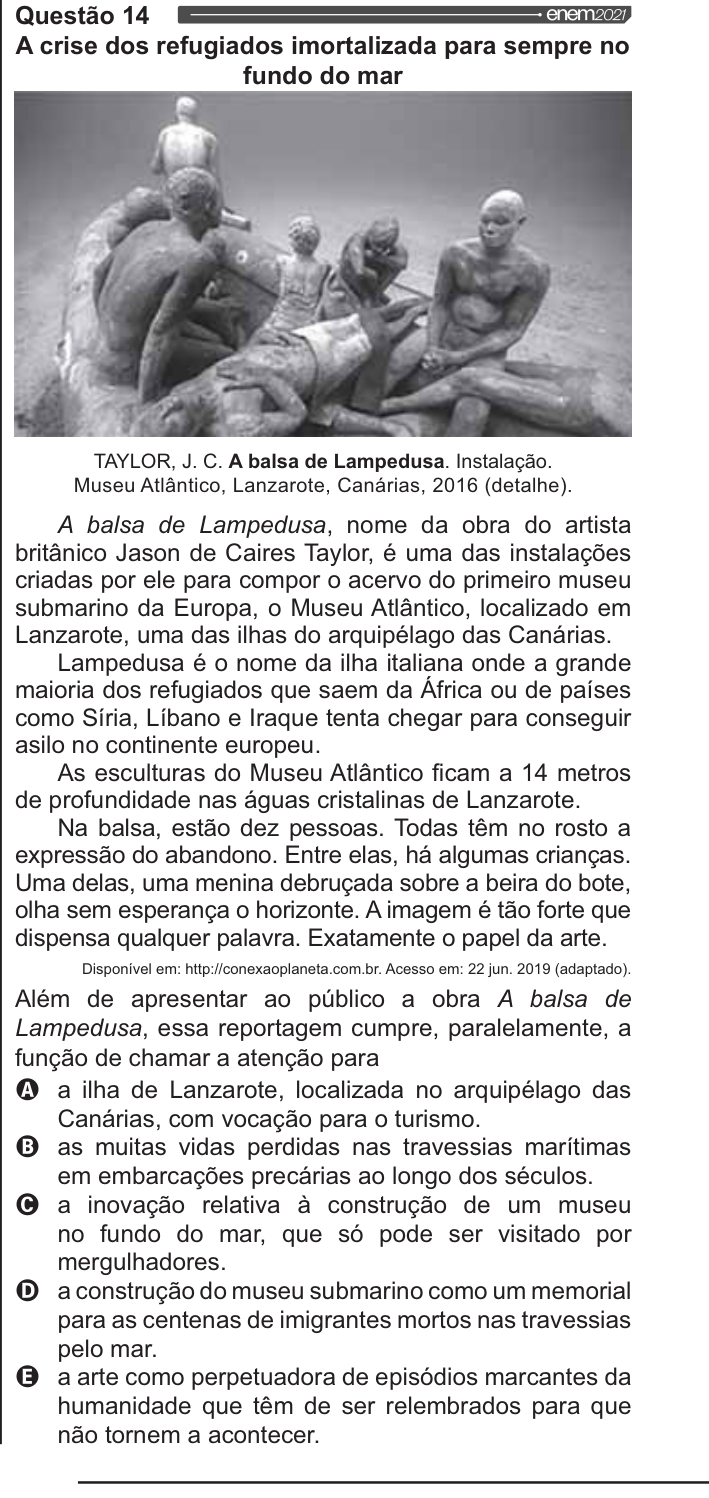 Questão 14
enem2021
A crise dos refugiados imortalizada para sempre no
fundo do mar
TAYLOR, J. C. A balsa de Lampedusa. Instalação.
Museu Atlântico, Lanzarote, Canárias, 2016 (detalhe).
A balsa de Lampedusa, nome da obra do artista
britânico Jason de Caires Taylor, é uma das instalações
criadas por ele para compor o acervo do primeiro museu
submarino da Europa, o Museu Atlântico, localizado em
Lanzarote, uma das ilhas do arquipélago das Canárias.
Lampedusa é o nome da ilha italiana onde a grande
maioria dos refugiados que saem da África ou de países
como Síria, Líbano e Iraque tenta chegar para conseguir
asilo no continente europeu.
As esculturas do Museu Atlântico ficam a 14 metros
de profundidade nas águas cristalinas de Lanzarote.
Na balsa, estão dez pessoas. Todas têm no rosto a
expressão do abandono. Entre elas, há algumas crianças.
Uma delas, uma menina debruçada sobre a beira do bote,
olha sem esperança o horizonte. A imagem é tão forte que
dispensa qualquer palavra. Exatamente o papel da arte.
Disponível em: http://conexaoplaneta.com.br. Acesso em: 22 jun. 2019 (adaptado).
Além de apresentar ao público a obra A balsa de
Lampedusa, essa reportagem cumpre, paralelamente, a
função de chamar a atenção para
A a ilha de Lanzarote, localizada no arquipélago das
Canárias, com vocação para o turismo.
B as muitas vidas perdidas nas travessias marítimas
em embarcações precárias ao longo dos séculos.
C a inovação relativa à construção de um museu
no fundo do mar, que só pode ser visitado por
mergulhadores.
D a construção do museu submarino como um memorial
para as centenas de imigrantes mortos nas travessias
pelo mar.
E a arte como perpetuadora de episódios marcantes da
humanidade que têm de ser relembrados para que
não tornem a acontecer.